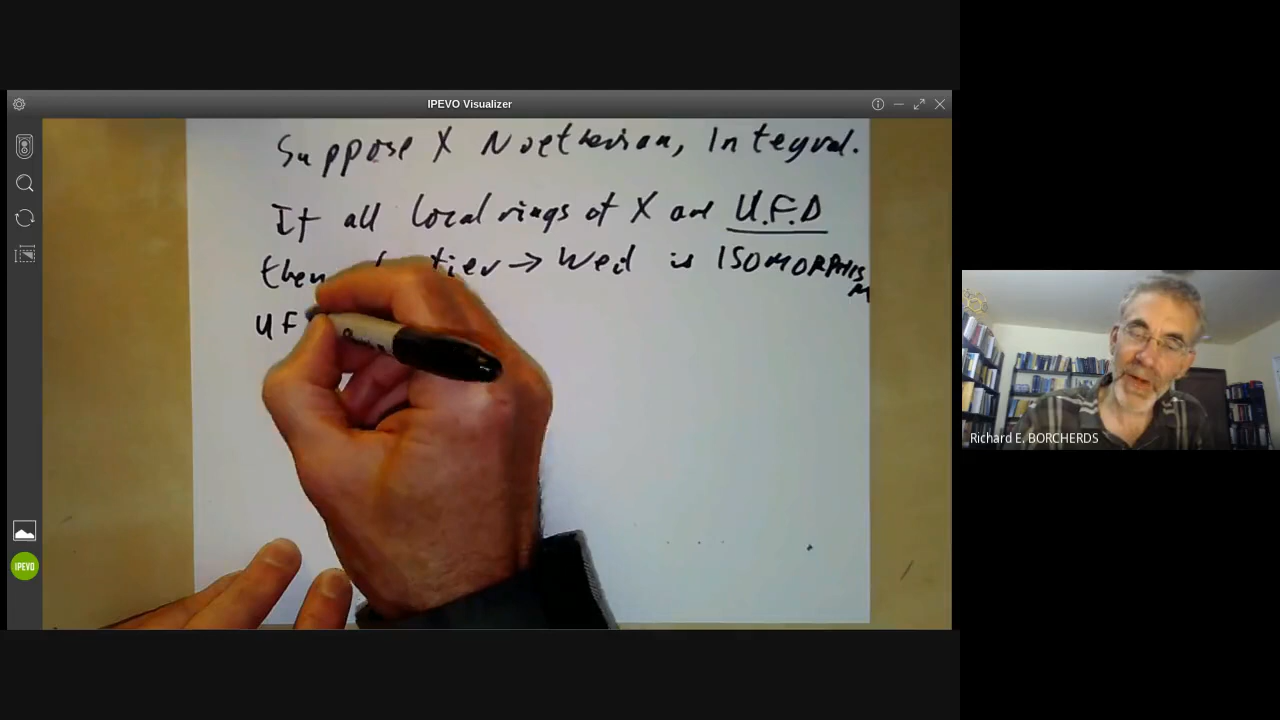 IPEVO Visualizer
Suppose X Noetherian, Integral.
If all local rings of X are U.F.D
then tier → Weil is ISOMORPHISM
UF
IPEVO
Richard E. BORCHERDS